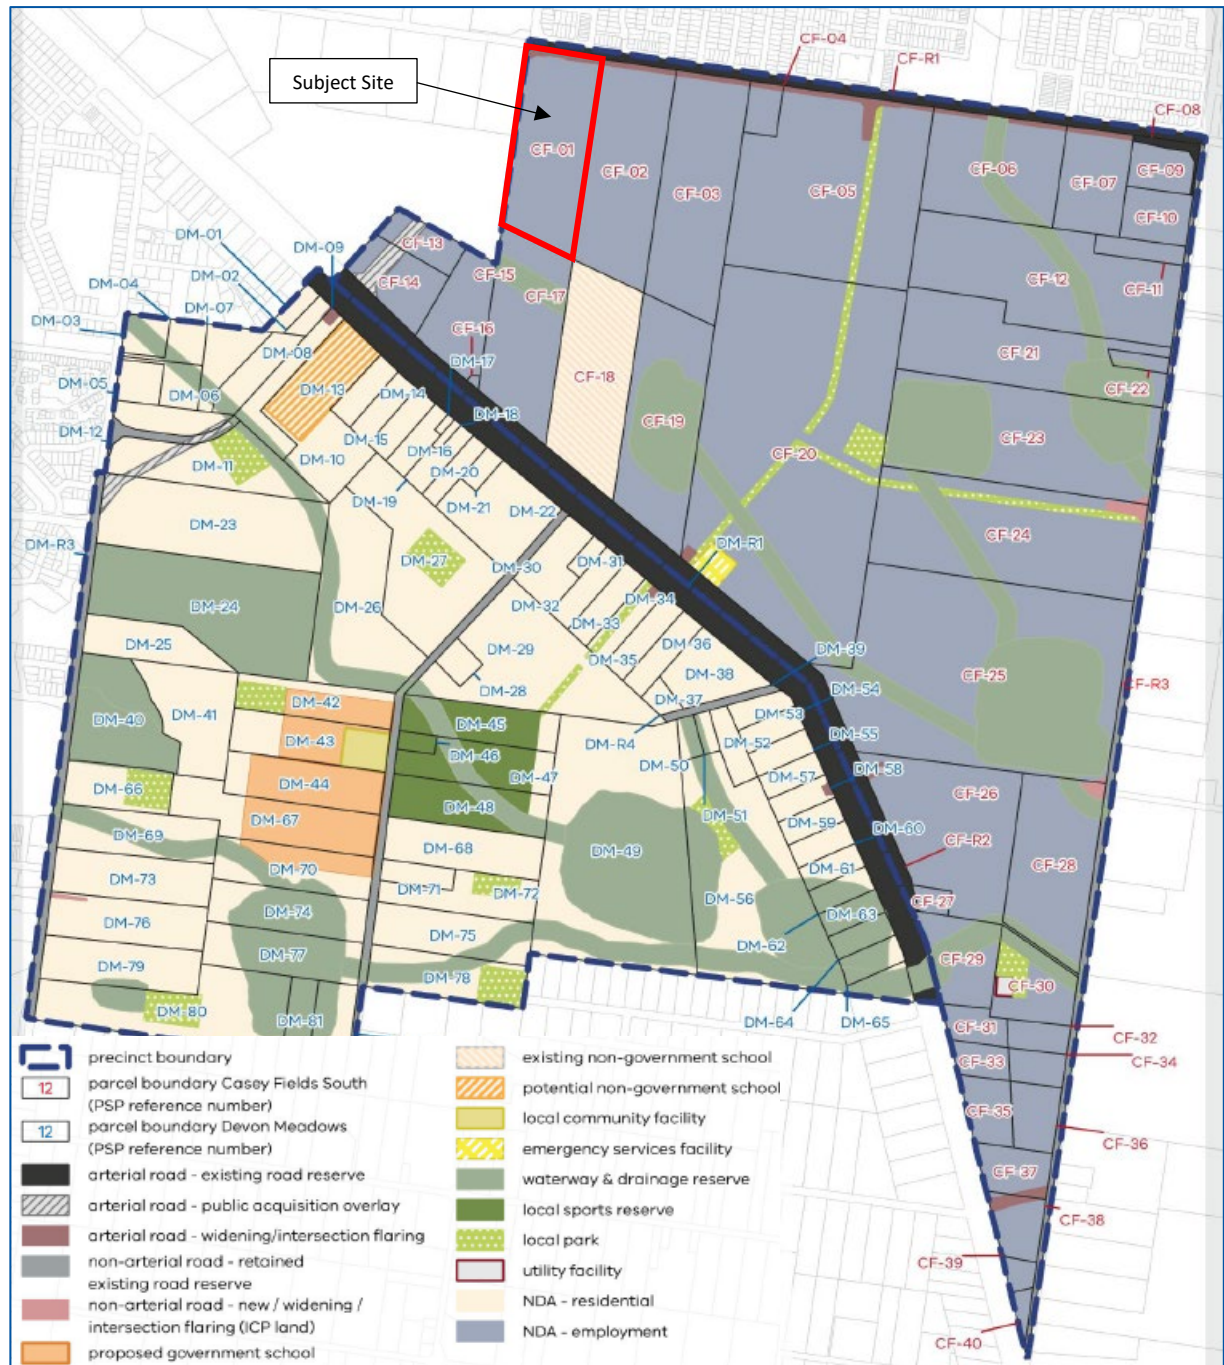 CF-04
CF-R1
Subject Site
CF-08
CF-01
CF-02
CF-03
CF-05
CF-06
CF-07
CF-09
CF-10
CF-11
CF-12
DM-01
DM-09
CF-13
DM-02
CF-14
CF-15
CF-17
DM-04
DM-07
DM-03
CF-16
DM-17
CF-21
CF-22
DM-08
DM-05
DM-06
DM-13
DM-14
CF-18
DM-18
CF-19
CF-23
DM-12
DM-11
DM-10
DM-15
DM-16
DM-20
CF-20
DM-19
DM-21
DM-22
DM-23
CF-24
DM-R3
DM-27
DM-30
DM-31
DM-R1
DM-24
DM-26
DM-32
DM-34
DM-33
DM-25
DM-29
DM-35
DM-36
DM-39
DM-28
DM-38
DM-54
CF-25
CF-R3
DM-40
DM-41
DM-42
DM-37
DM-53
DM-43
DM-45
DM-R4
DM-52
DM-55
DM-46
DM-50
DM-58
DM-66
DM-44
DM-47
DM-57
CF-26
DM-48
DM-51
DM-59
DM-69
DM-67
DM-68
DM-49
DM-60
CF-R2
DM-70
DM-61
CF-28
DM-73
DM-71
DM-72
DM-56
CF-27
DM-76
DM-74
DM-63
DM-75
DM-62
DM-79
DM-77
DM-78
CF-29
CF-30
DM-80
DM-81
DM-64
DM-65
CF-31
CF-32
CF-33
CF-34
CF-35
CF-36
CF-37
CF-38
CF-39
CF-40
precinct boundary
12
parcel boundary Casey Fields South
(PSP reference number)
12
parcel boundary Devon Meadows
(PSP reference number)
arterial road - existing road reserve
arterial road - public acquisition overlay
arterial road - widening/intersection flaring
non-arterial road - retained
existing road reserve
non-arterial road - new / widening /
intersection flaring (ICP land)
proposed government school
existing non-government school
potential non-government school
local community facility
emergency services facility
waterway & drainage reserve
local sports reserve
local park
utility facility
NDA - residential
NDA - employment